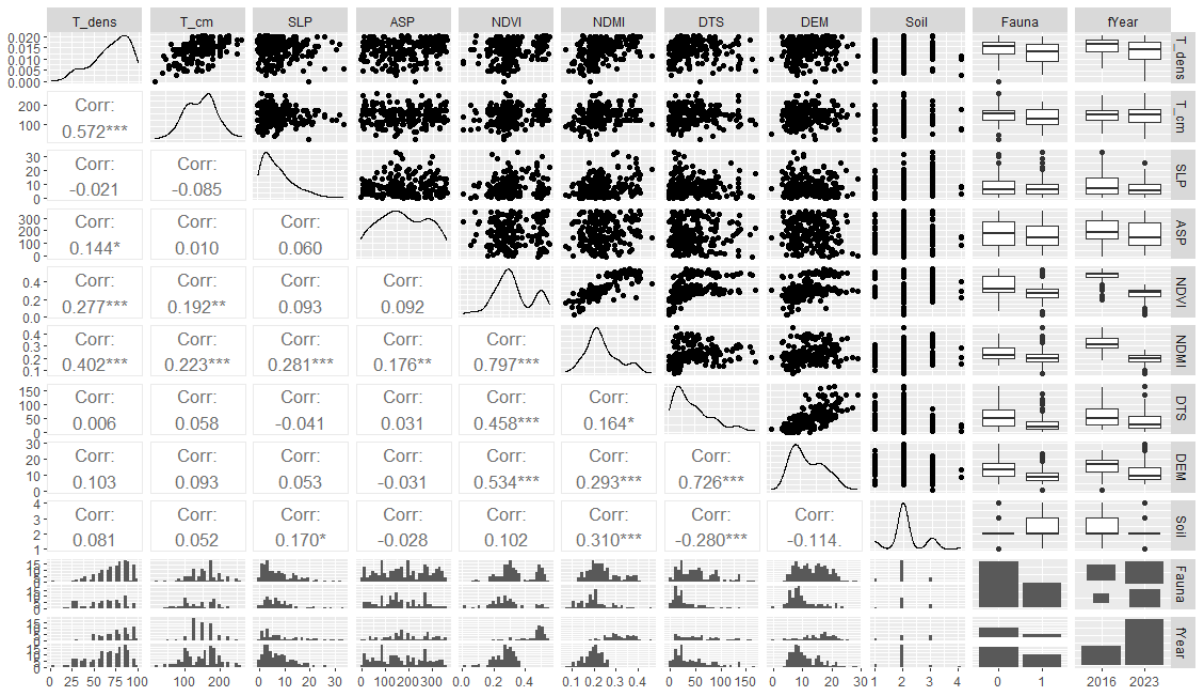 T_dens T_cm SLP ASP NDVI NDMI DTS DEM Soil Fauna fYear
0.020
0.015
0.010
0.005
0.000
T_dens
Corr:
0.572***
200
100
T_cm
Corr: Corr:
-0.021 -0.085
30
20
10
0
SLP
Corr: Corr: Corr:
0.144* 0.010 0.060
300
200
100
0
ASP
Corr: Corr: Corr: Corr:
0.277*** 0.192** 0.093 0.092
0.4
0.2
0.0
NDVI
Corr: Corr: Corr: Corr: Corr:
0.402*** 0.223*** 0.281*** 0.176** 0.797***
0.4
0.3
0.2
0.1
NDMI
Corr: Corr: Corr: Corr: Corr: Corr:
0.006 0.058 -0.041 0.031 0.458*** 0.164*
150
100
50
0
DTS
Corr: Corr: Corr: Corr: Corr: Corr: Corr:
0.103 0.093 0.053 -0.031 0.534*** 0.293*** 0.726***
30
20
10
0
DEM
Corr: Corr: Corr: Corr: Corr: Corr: Corr: Corr:
0.081 0.052 0.170* -0.028 0.102 0.310*** -0.280*** -0.114.
4
3
2
1
Soil
Fauna
fYear
0 25 50 75 100 100 200 0 10 20 30 0 100 200 300 0.0 0.2 0.4 0.1 0.2 0.3 0.4 0 50 100 150 0 10 20 30 1 2 3 4 0 1 2016 2023